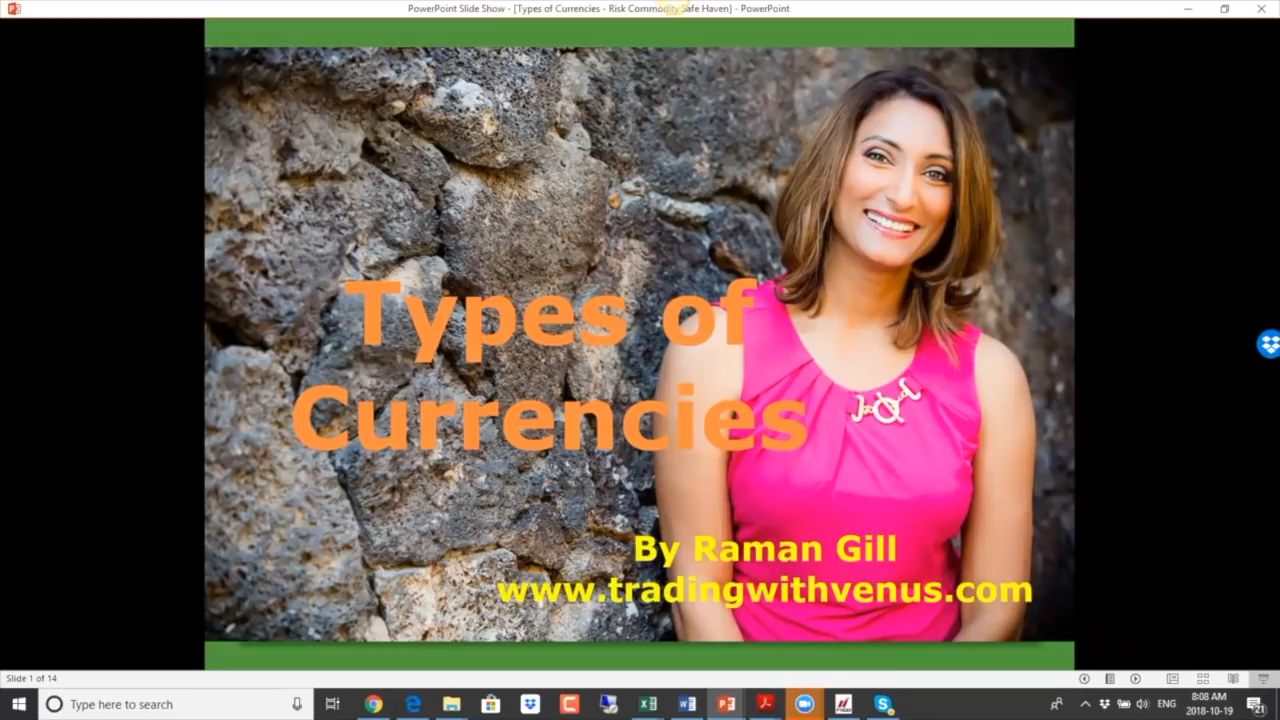 PowerPoint Slide Show - [Types of Currencies - Risk Commodity Safe Haven] - PowerPoint
Types of
Currencies
By Raman Gill
www.tradingwithvenus.com
Slide 1 of 14
Type here to search
ENG
8:08 AM
2018-10-19
21